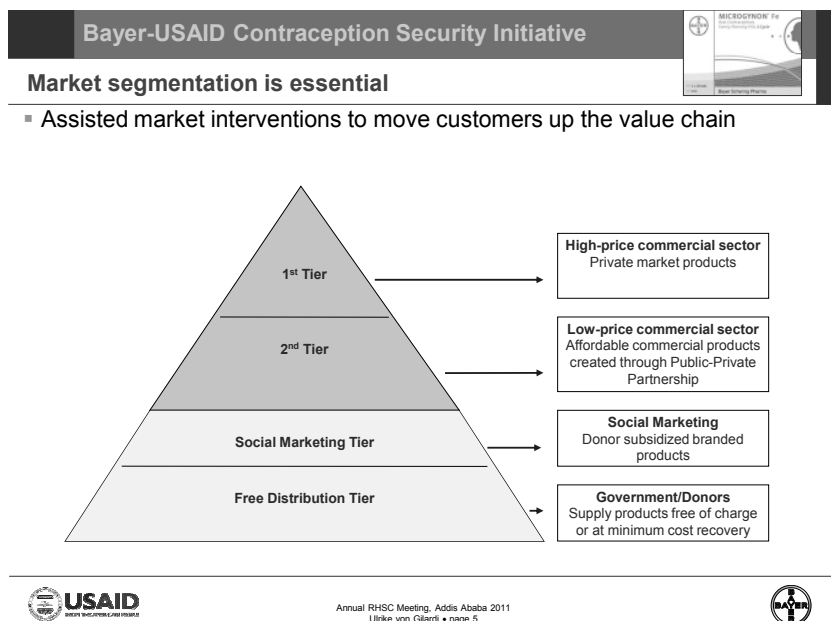 Bayer-USAID Contraception Security Initiative
MICROGYNON Fe
Bayer Schering Pharma
Market segmentation is essential
Assisted market interventions to move customers up the value chain
1st Tier
High-price commercial sector
Private market products
2nd Tier
Low-price commercial sector
Affordable commercial products
created through Public-Private
Partnership
Social Marketing Tier
Social Marketing
Donor subsidized branded
products
Free Distribution Tier
Government/Donors
Supply products free of charge
or at minimum cost recovery
USAID
Annual RHSC Meeting, Addis Ababa 2011
Ulrike von Gilardi • page 5
BAYER